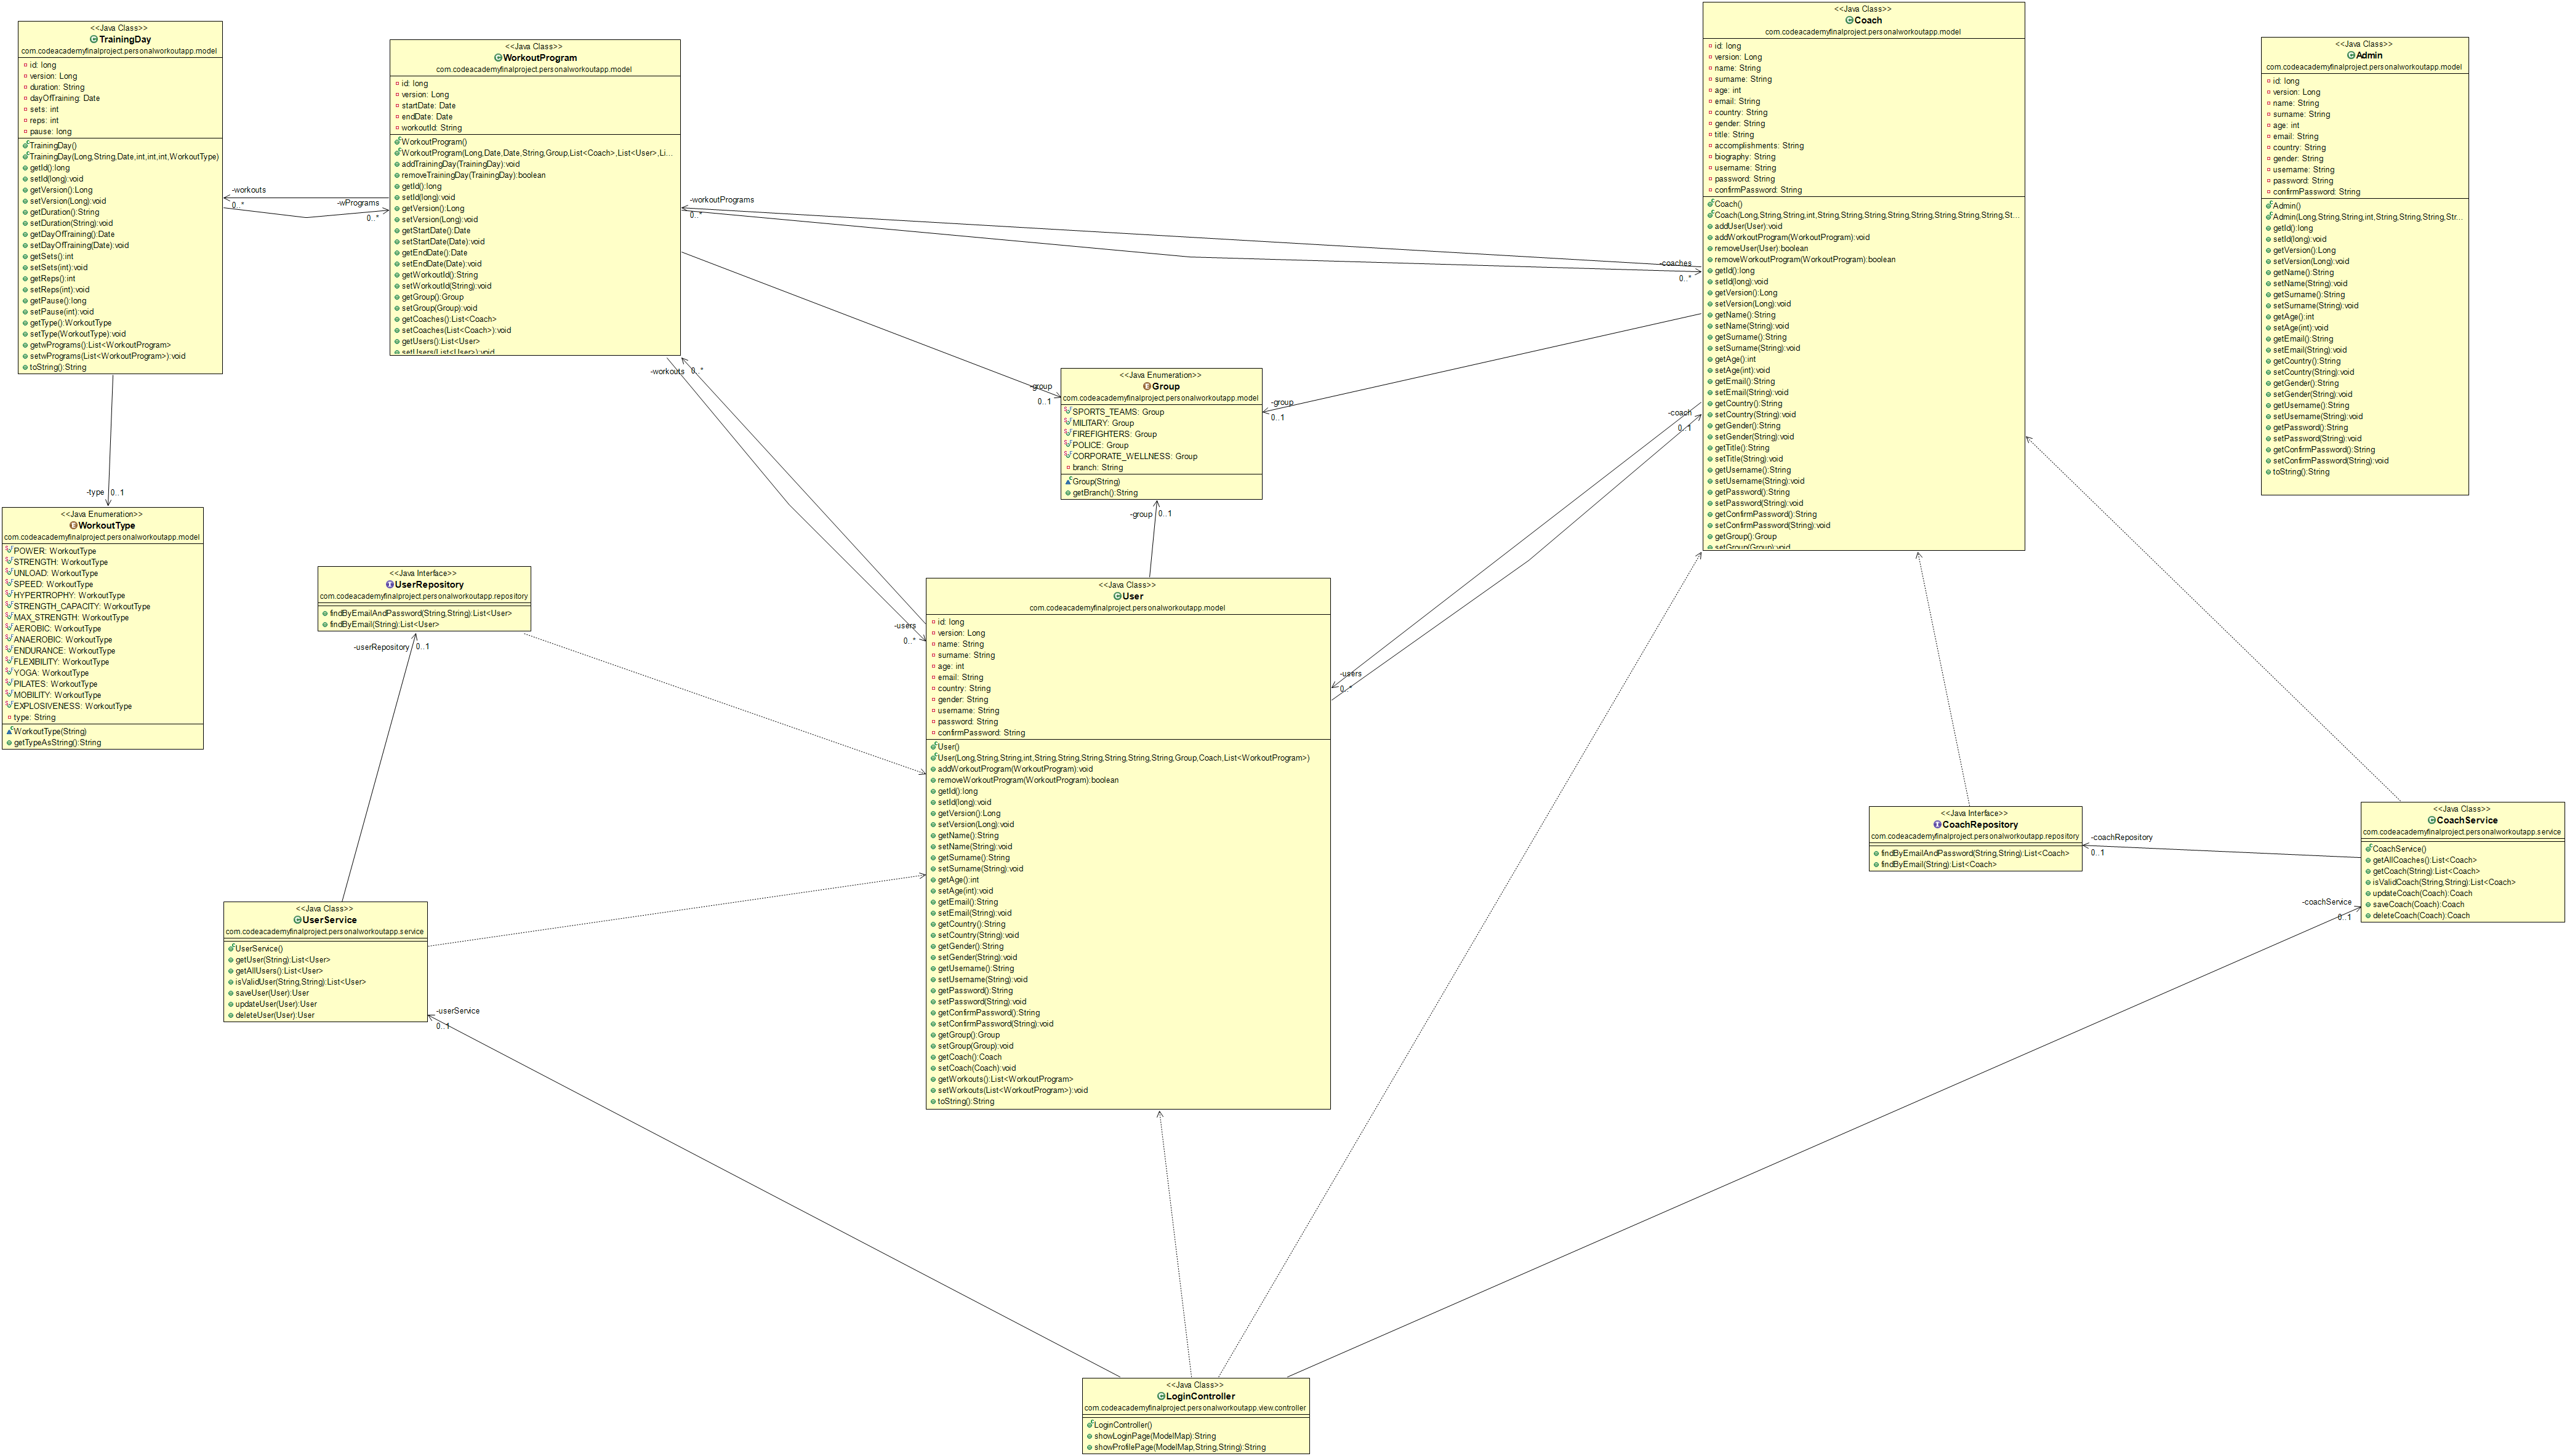 <<Java Class>>
TrainingDay
com.codeacademyfinalproject.personalworkoutapp.model
id: long
version: Long
duration: String
dayOfTraining: Date
sets: int
reps: int
pause: long
TrainingDay()
TrainingDay(Long,String,Date,int,int,int,WorkoutType)
getId():long
setId(long):void
getVersion():Long
setVersion(Long):void
getDuration():String
setDuration(String):void
getDayOfTraining():Date
setDayOfTraining(Date):void
getSets():int
setSets(int):void
getReps():int
setReps(int):void
getPause():long
setPause(int):void
getType():WorkoutType
setType(WorkoutType):void
getwPrograms():List<WorkoutProgram>
setwPrograms(List<WorkoutProgram>):void
toString():String
-workouts
0..*
-wPrograms
0..*
<<Java Class>>
WorkoutProgram
com.codeacademyfinalproject.personalworkoutapp.model
id: long
version: Long
startDate: Date
endDate: Date
workoutId: String
WorkoutProgram()
WorkoutProgram(Long,Date,Date,String,Group,List<Coach>,List<User>,Li...
addTrainingDay(TrainingDay):void
removeTrainingDay(TrainingDay):boolean
getId():long
setId(long):void
getVersion():Long
setVersion(Long):void
getStartDate():Date
setStartDate(Date):void
getEndDate():Date
setEndDate(Date):void
getWorkoutId():String
setWorkoutId(String):void
getGroup():Group
setGroup(Group):void
getCoaches():List<Coach>
setCoaches(List<Coach>):void
getUsers():List<User>
setUsers(List<User>):void
-workoutPrograms
0..*
-coaches
0..*
<<Java Class>>
Coach
com.codeacademyfinalproject.personalworkoutapp.model
id: long
version: Long
name: String
surname: String
age: int
email: String
country: String
gender: String
title: String
accomplishments: String
biography: String
username: String
password: String
confirmPassword: String
Coach()
Coach(Long,String,String,int,String,String,String,String,String,String,String,St...
addUser(User):void
addWorkoutProgram(WorkoutProgram):void
removeUser(User):boolean
removeWorkoutProgram(WorkoutProgram):boolean
getId():long
setId(long):void
getVersion():Long
setVersion(Long):void
getName():String
setName(String):void
getSurname():String
setSurname(String):void
getAge():int
setAge(int):void
getEmail():String
setEmail(String):void
getCountry():String
setCountry(String):void
getGender():String
setGender(String):void
getTitle():String
setTitle(String):void
getUsername():String
setUsername(String):void
getPassword():String
setPassword(String):void
getConfirmPassword():String
setConfirmPassword(String):void
getGroup():Group
setGroup(Group):void
<<Java Class>>
Admin
com.codeacademyfinalproject.personalworkoutapp.model
id: long
version: Long
name: String
surname: String
age: int
email: String
country: String
gender: String
username: String
password: String
confirmPassword: String
Admin()
Admin(Long,String,String,int,String,String,String,Str...
getId():long
setId(long):void
getVersion():Long
setVersion(Long):void
getName():String
setName(String):void
getSurname():String
setSurname(String):void
getAge():int
setAge(int):void
getEmail():String
setEmail(String):void
getCountry():String
setCountry(String):void
getGender():String
setGender(String):void
getUsername():String
setUsername(String):void
getPassword():String
setPassword(String):void
getConfirmPassword():String
setConfirmPassword(String):void
toString():String
-workouts 0..*
-group
0..1
<<Java Enumeration>>
Group
com.codeacademyfinalproject.personalworkoutapp.model
SPORTS_TEAMS: Group
MILITARY: Group
FIREFIGHTERS: Group
POLICE: Group
CORPORATE_WELLNESS: Group
branch: String
Group(String)
getBranch():String
-group
0..1
-group 0..1
-coach
0..1
-type 0..1
<<Java Enumeration>>
WorkoutType
com.codeacademyfinalproject.personalworkoutapp.model
POWER: WorkoutType
STRENGTH: WorkoutType
UNLOAD: WorkoutType
SPEED: WorkoutType
HYPERTROPHY: WorkoutType
STRENGTH_CAPACITY: WorkoutType
MAX_STRENGTH: WorkoutType
AEROBIC: WorkoutType
ANAEROBIC: WorkoutType
ENDURANCE: WorkoutType
FLEXIBILITY: WorkoutType
YOGA: WorkoutType
PILATES: WorkoutType
MOBILITY: WorkoutType
EXPLOSIVENESS: WorkoutType
type: String
WorkoutType(String)
getTypeAsString():String
<<Java Interface>>
UserRepository
com.codeacademyfinalproject.personalworkoutapp.repository
findByEmailAndPassword(String,String):List<User>
findByEmail(String):List<User>
-userRepository 0..1
-users
0..*
<<Java Class>>
User
com.codeacademyfinalproject.personalworkoutapp.model
id: long
version: Long
name: String
surname: String
age: int
email: String
country: String
gender: String
username: String
password: String
confirmPassword: String
User()
User(Long,String,String,int,String,String,String,String,String,String,Group,Coach,List<WorkoutProgram>)
addWorkoutProgram(WorkoutProgram):void
removeWorkoutProgram(WorkoutProgram):boolean
getId():long
setId(long):void
getVersion():Long
setVersion(Long):void
getName():String
setName(String):void
getSurname():String
setSurname(String):void
getAge():int
setAge(int):void
getEmail():String
setEmail(String):void
getCountry():String
setCountry(String):void
getGender():String
setGender(String):void
getUsername():String
setUsername(String):void
getPassword():String
setPassword(String):void
getConfirmPassword():String
setConfirmPassword(String):void
getGroup():Group
setGroup(Group):void
getCoach():Coach
setCoach(Coach):void
getWorkouts():List<WorkoutProgram>
setWorkouts(List<WorkoutProgram>):void
toString():String
-users
0..*
<<Java Interface>>
CoachRepository
com.codeacademyfinalproject.personalworkoutapp.repository
findByEmailAndPassword(String,String):List<Coach>
findByEmail(String):List<Coach>
-coachRepository
0..1
<<Java Class>>
CoachService
com.codeacademyfinalproject.personalworkoutapp.service
CoachService()
getAllCoaches():List<Coach>
getCoach(String):List<Coach>
isValidCoach(String,String):List<Coach>
updateCoach(Coach):Coach
saveCoach(Coach):Coach
deleteCoach(Coach):Coach
-coachService
0..1
<<Java Class>>
UserService
com.codeacademyfinalproject.personalworkoutapp.service
UserService()
getUser(String):List<User>
getAllUsers():List<User>
isValidUser(String,String):List<User>
saveUser(User):User
updateUser(User):User
deleteUser(User):User
-userService
0..1
<<Java Class>>
LoginController
com.codeacademyfinalproject.personalworkoutapp.view.controller
LoginController()
showLoginPage(ModelMap):String
showProfilePage(ModelMap,String,String):String